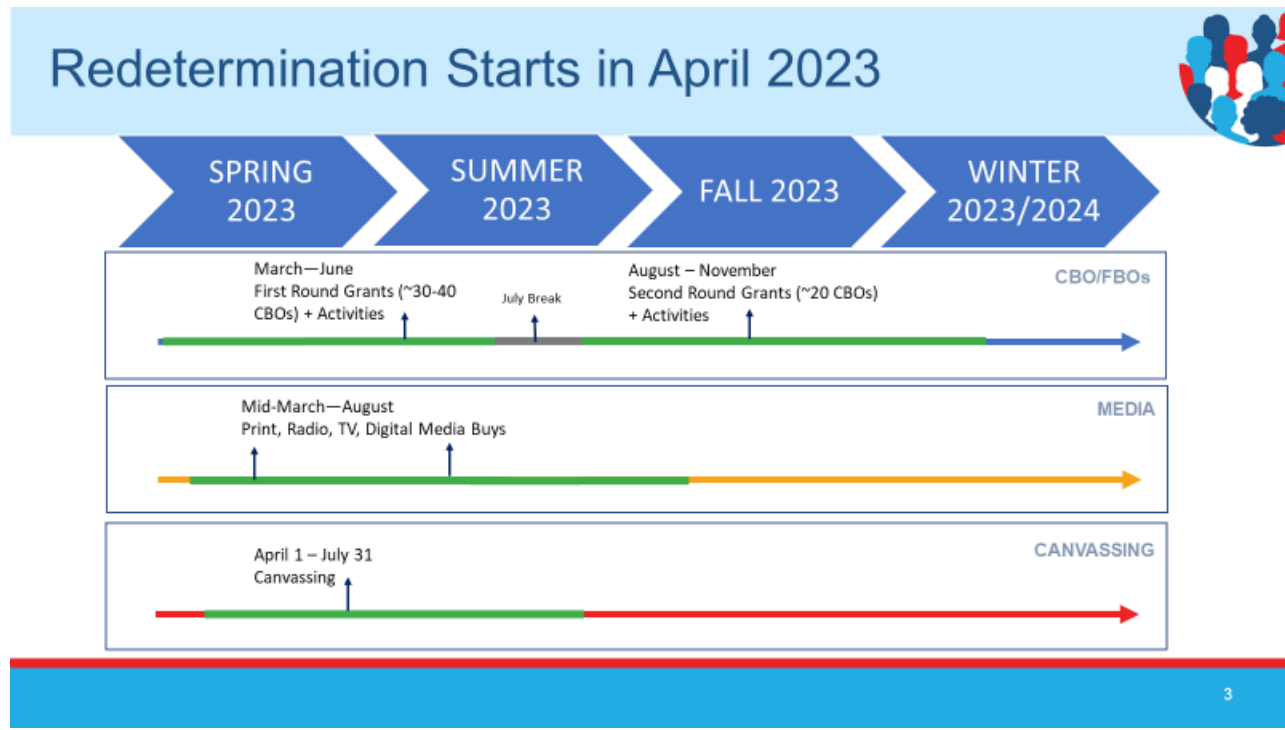 Redetermination Starts in April 2023
SPRING
2023
SUMMER
2023
FALL 2023
WINTER
2023/2024
March—June
First Round Grants (~30-40
CBOs) + Activities
July Break
August – November
Second Round Grants (~20 CBOs)
+ Activities
CBO/FBOs
Mid-March—August
Print, Radio, TV, Digital Media Buys
MEDIA
April 1 – July 31
Canvassing
CANVASSING
3